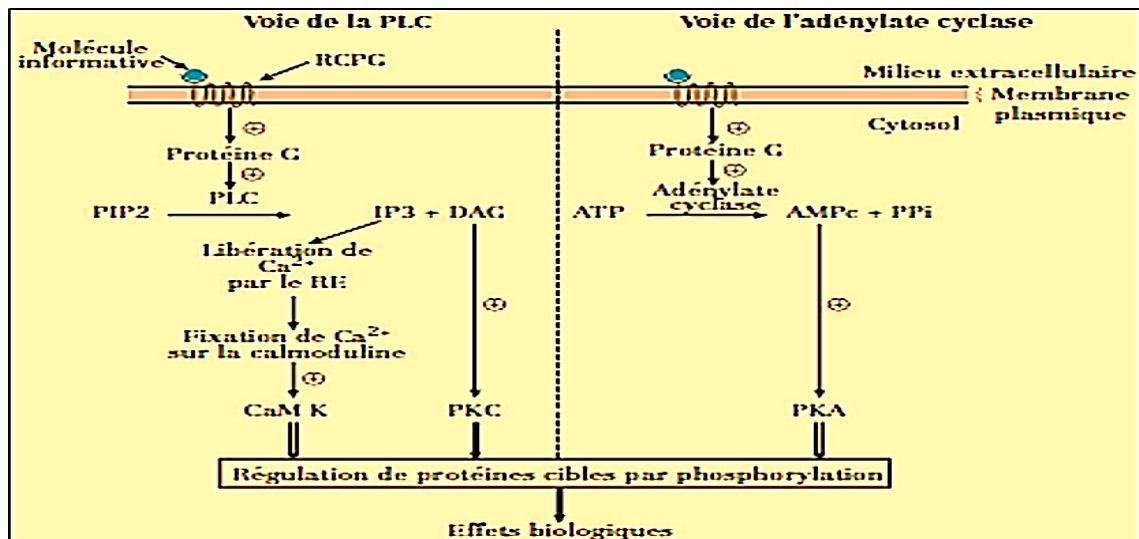 Voie de la PLC
Voie de l'adénylate cyclase
Molécule
informative
RCPG
Milieu extracellulaire
Membrane
plasmique
Cytosol
Protéine G
Protéine G
PLC
Adénylate
cyclase
PIP2
IP3 + DAG
ATP
AMPc + PPi
Libération de
Ca²⁺
par le RE
Fixation de Ca²⁺
sur la calmoduline
CaM K
PKC
PKA
Régulation de protéines cibles par phosphorylation
Effets biologiques